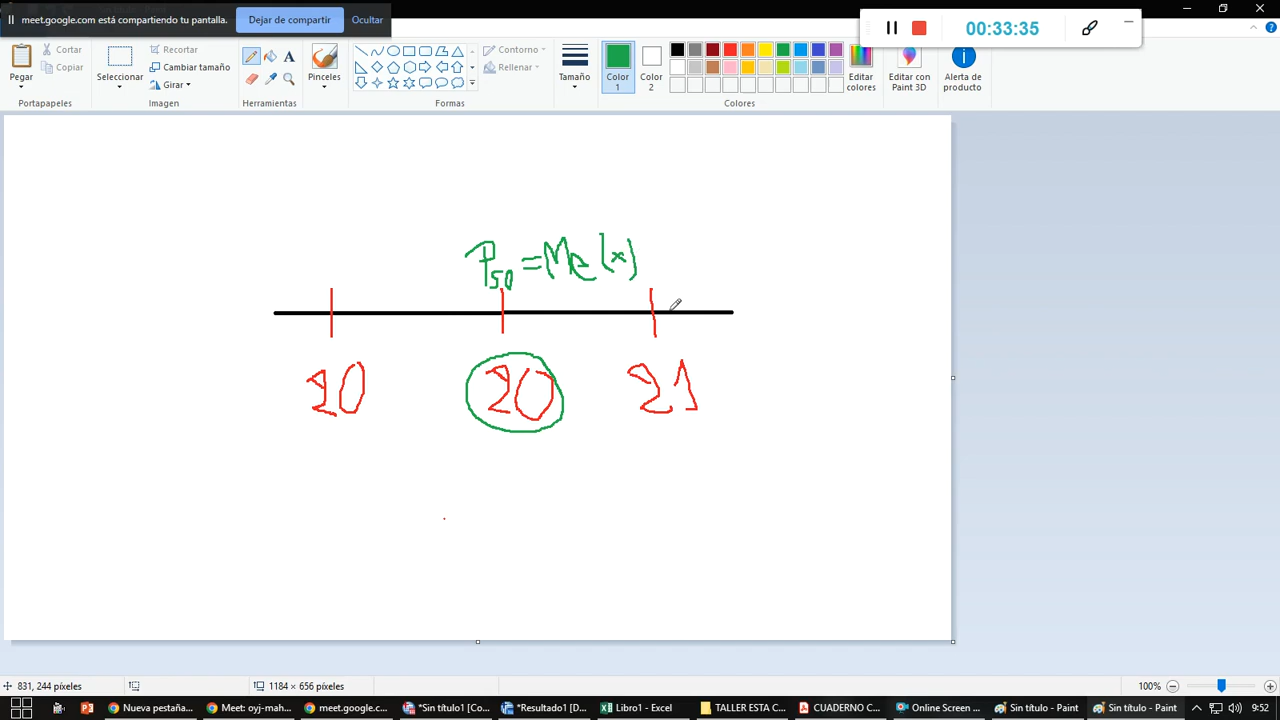 meet.google.com está compartiendo tu pantalla. Dejar de compartir Ocultar
00:33:35
Pegar
Cortar
Copiar
Portapapeles
Seleccionar
Recortar
Cambiar tamaño
Girar
Imagen
A
Herramientas
Pinceles
Contorno
Rellenar
Formas
Tamaño
Color 1
Color 2
Editar colores
Colores
Editar con Paint 3D
Alerta de producto
P50 = Me(x)
20 21
831, 244 píxeles 1184 × 656 píxeles 100%
Nueva pestaña... Meet: oyj-mah... meet.google.c... *Sin título1 [Co... *Resultado1 [D... Libro1 - Excel TALLER ESTA C... CUADERNO C... Online Screen ... Sin título - Paint Sin título - Paint 9:52